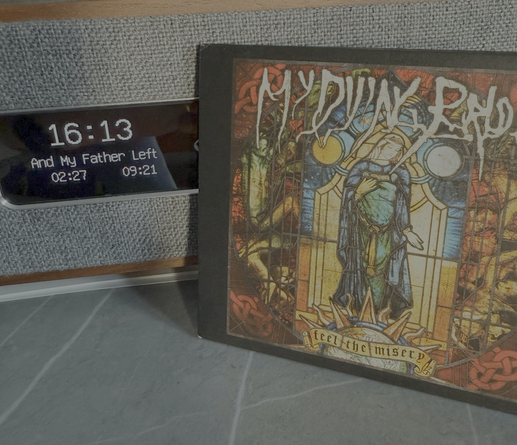 16:13
And My Father Left
02:27 09:21
My Dying Bride
feel the misery